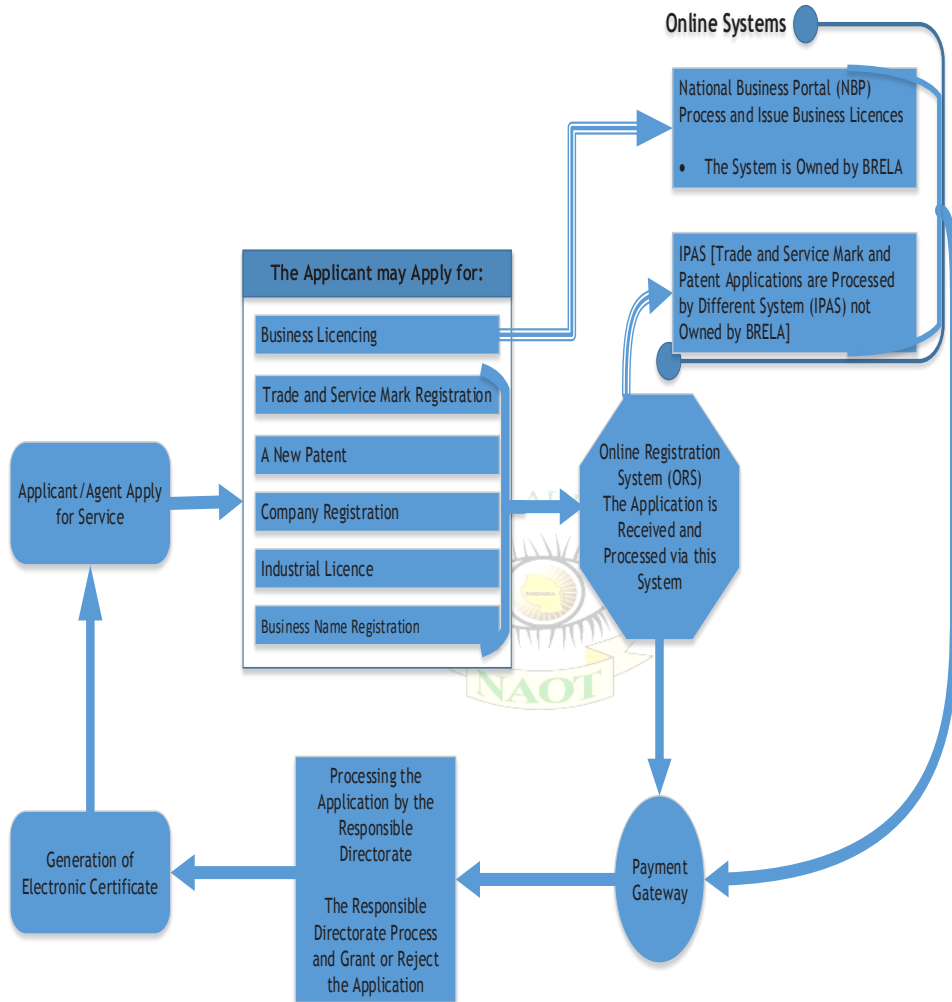 Online Systems
National Business Portal (NBP)
Process and Issue Business Licences
• The System is Owned by BRELA
IPAS [Trade and Service Mark and
Patent Applications are Processed
by Different System (IPAS) not
Owned by BRELA]
The Applicant may Apply for:
Business Licencing
Trade and Service Mark Registration
A New Patent
Company Registration
Industrial Licence
Business Name Registration
Applicant/Agent Apply
for Service
Online Registration
System (ORS)
The Application is
Received and
Processed via this
System
TANZANIA
NAOT
Processing the
Application by the
Responsible
Directorate
The Responsible
Directorate Process
and Grant or Reject
the Application
Generation of
Electronic Certificate
Payment
Gateway